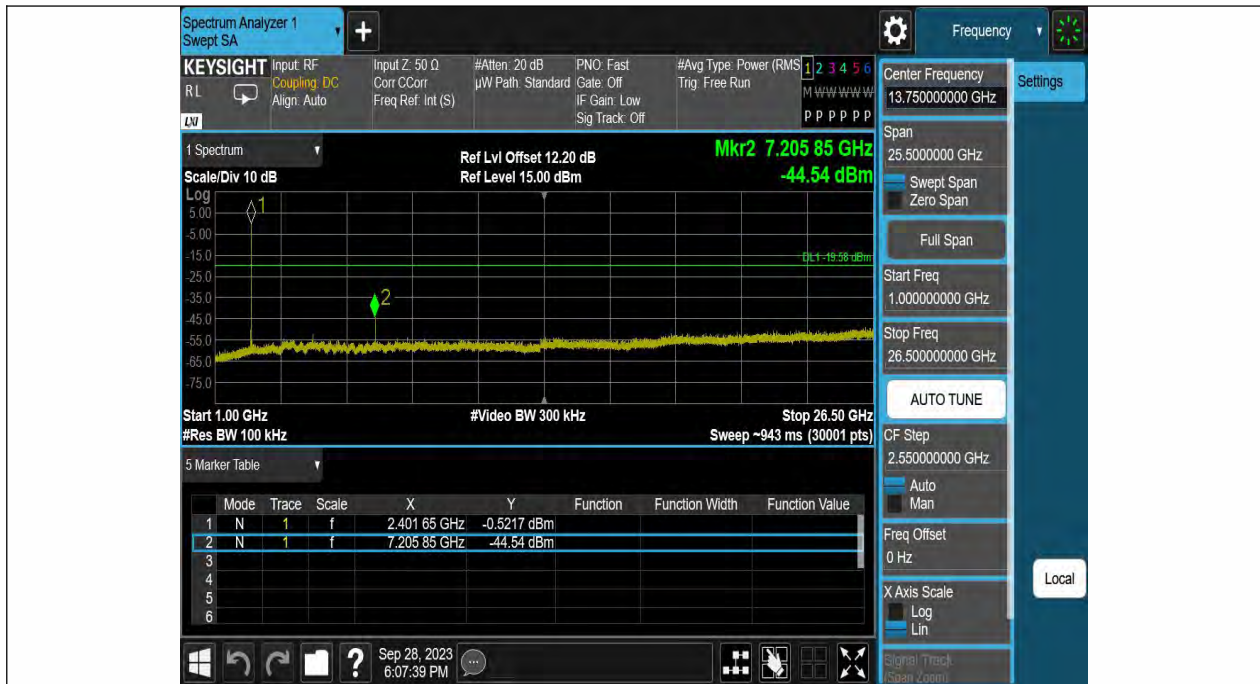 Spectrum Analyzer 1
Swept SA
+
Frequency
KEYSIGHT
Input: RF
Coupling: DC
Align: Auto
Input Z: 50 Ω
Corr CCorr
Freq Ref: Int (S)
#Atten: 20 dB
µW Path: Standard
PNO: Fast
Gate: Off
IF Gain: Low
Sig Track: Off
#Avg Type: Power (RMS
Trig: Free Run
1 2 3 4 5 6
M W W W W W
P P P P P P
R L
LXI
Center Frequency
13.750000000 GHz
Settings
Span
25.5000000 GHz
Swept Span
Zero Span
Full Span
Start Freq
1.000000000 GHz
Stop Freq
26.500000000 GHz
AUTO TUNE
CF Step
2.550000000 GHz
Auto
Man
Freq Offset
0 Hz
X Axis Scale
Log
Lin
Signal Track
(Span Zoom)
Local
1 Spectrum
Scale/Div 10 dB
Ref Lvl Offset 12.20 dB
Ref Level 15.00 dBm
Mkr2 7.205 85 GHz
-44.54 dBm
Log
5.00
-5.00
-15.0
-25.0
-35.0
-45.0
-55.0
-65.0
-75.0
1
2
DL1 -19.58 dBm
Start 1.00 GHz
#Video BW 300 kHz
Stop 26.50 GHz
#Res BW 100 kHz
Sweep ~943 ms (30001 pts)
5 Marker Table
Mode Trace Scale X Y Function Function Width Function Value
1 N 1 f 2.401 65 GHz -0.5217 dBm
2 N 1 f 7.205 85 GHz -44.54 dBm
3
4
5
6
?
Sep 28, 2023
6:07:39 PM